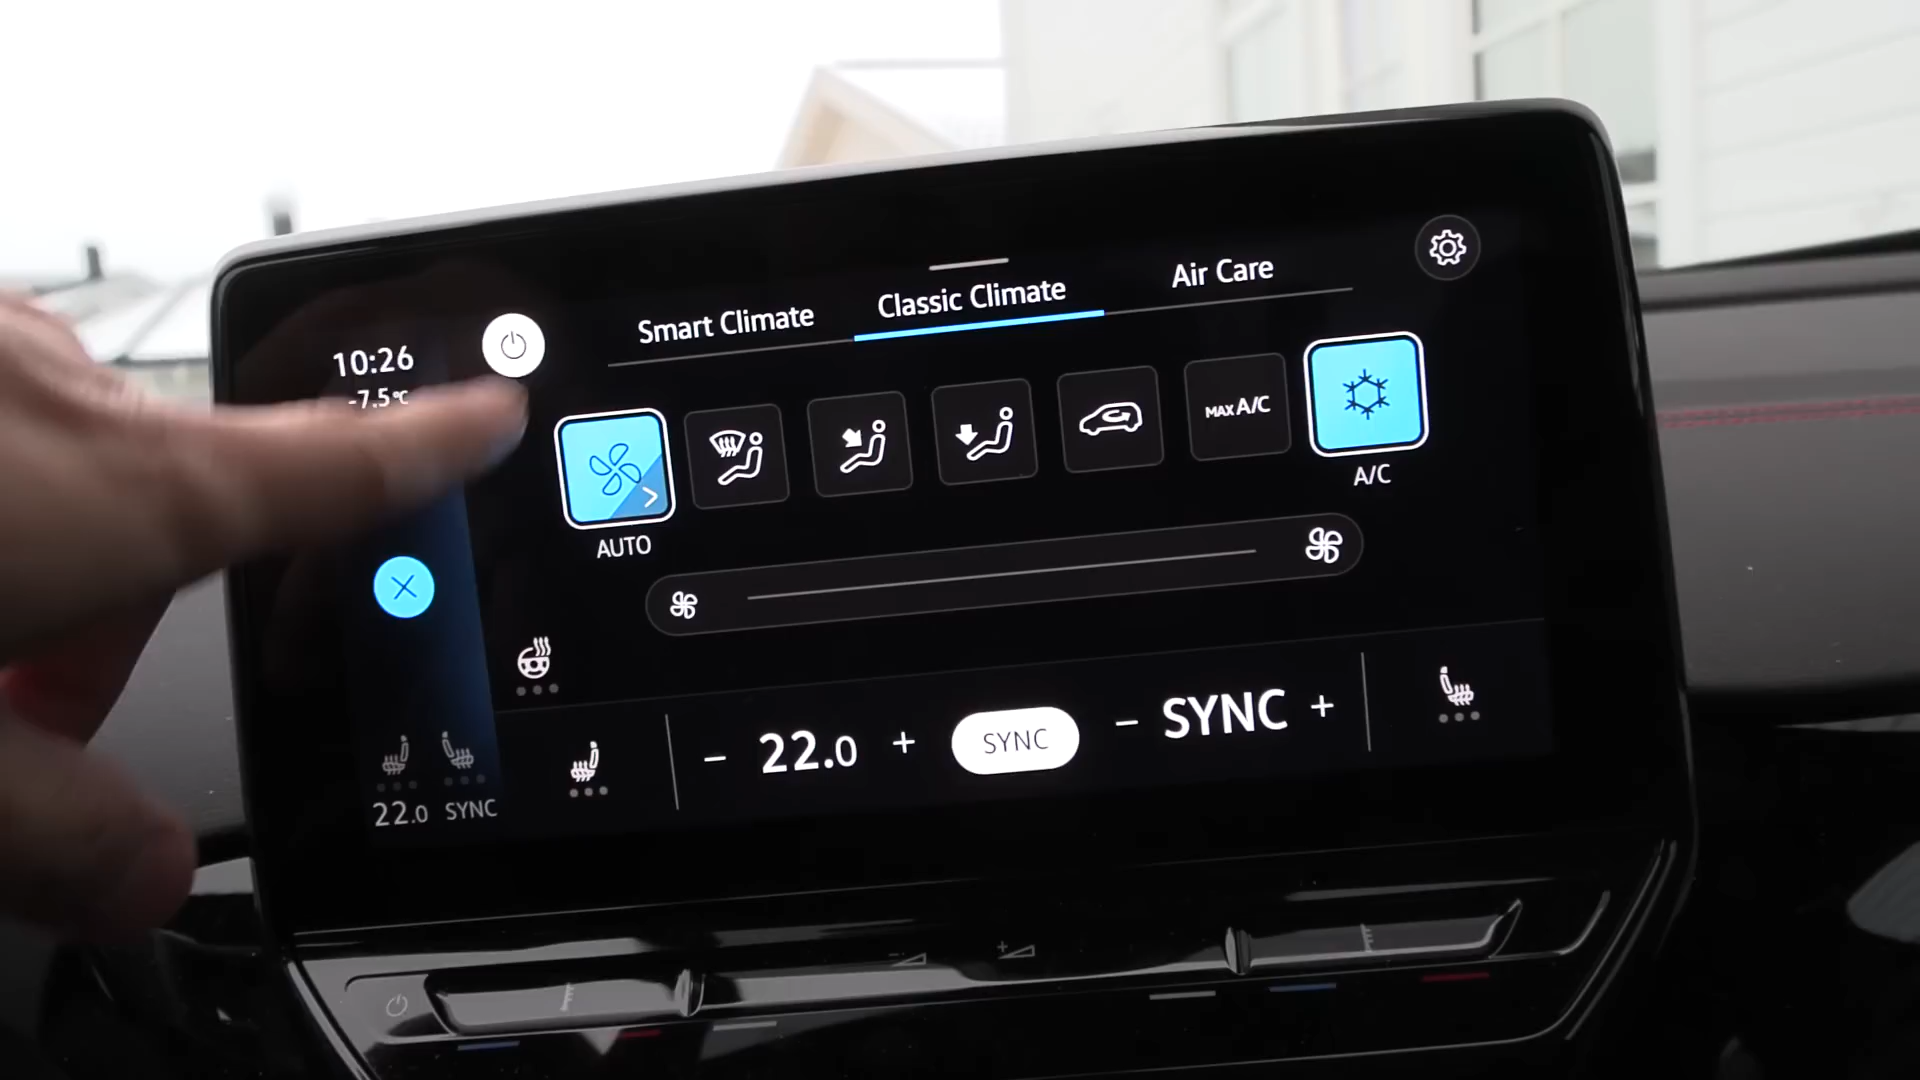 Smart Climate
Classic Climate
Air Care
10:26
-7.5°C
MAX A/C
A/C
AUTO
22.0 SYNC
- 22.0 +
SYNC
- SYNC +